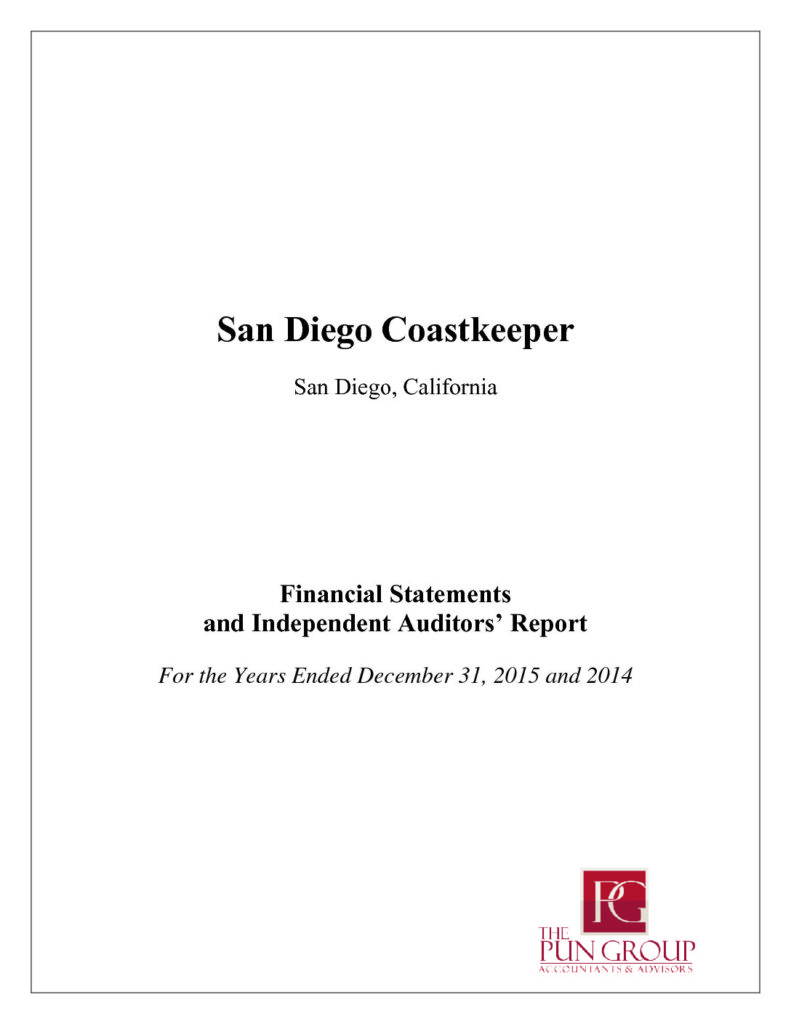 San Diego Coastkeeper
San Diego, California
Financial Statements
and Independent Auditors’ Report
For the Years Ended December 31, 2015 and 2014
PG
THE
PUN GROUP
ACCOUNTANTS & ADVISORS